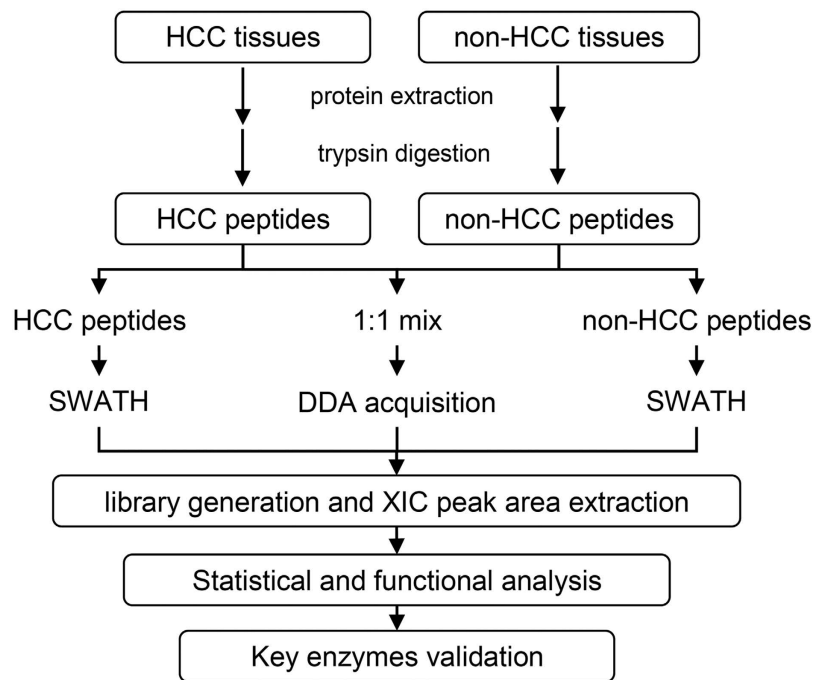 HCC tissues
non-HCC tissues
protein extraction
trypsin digestion
HCC peptides
non-HCC peptides
HCC peptides
1:1 mix
non-HCC peptides
SWATH
DDA acquisition
SWATH
library generation and XIC peak area extraction
Statistical and functional analysis
Key enzymes validation